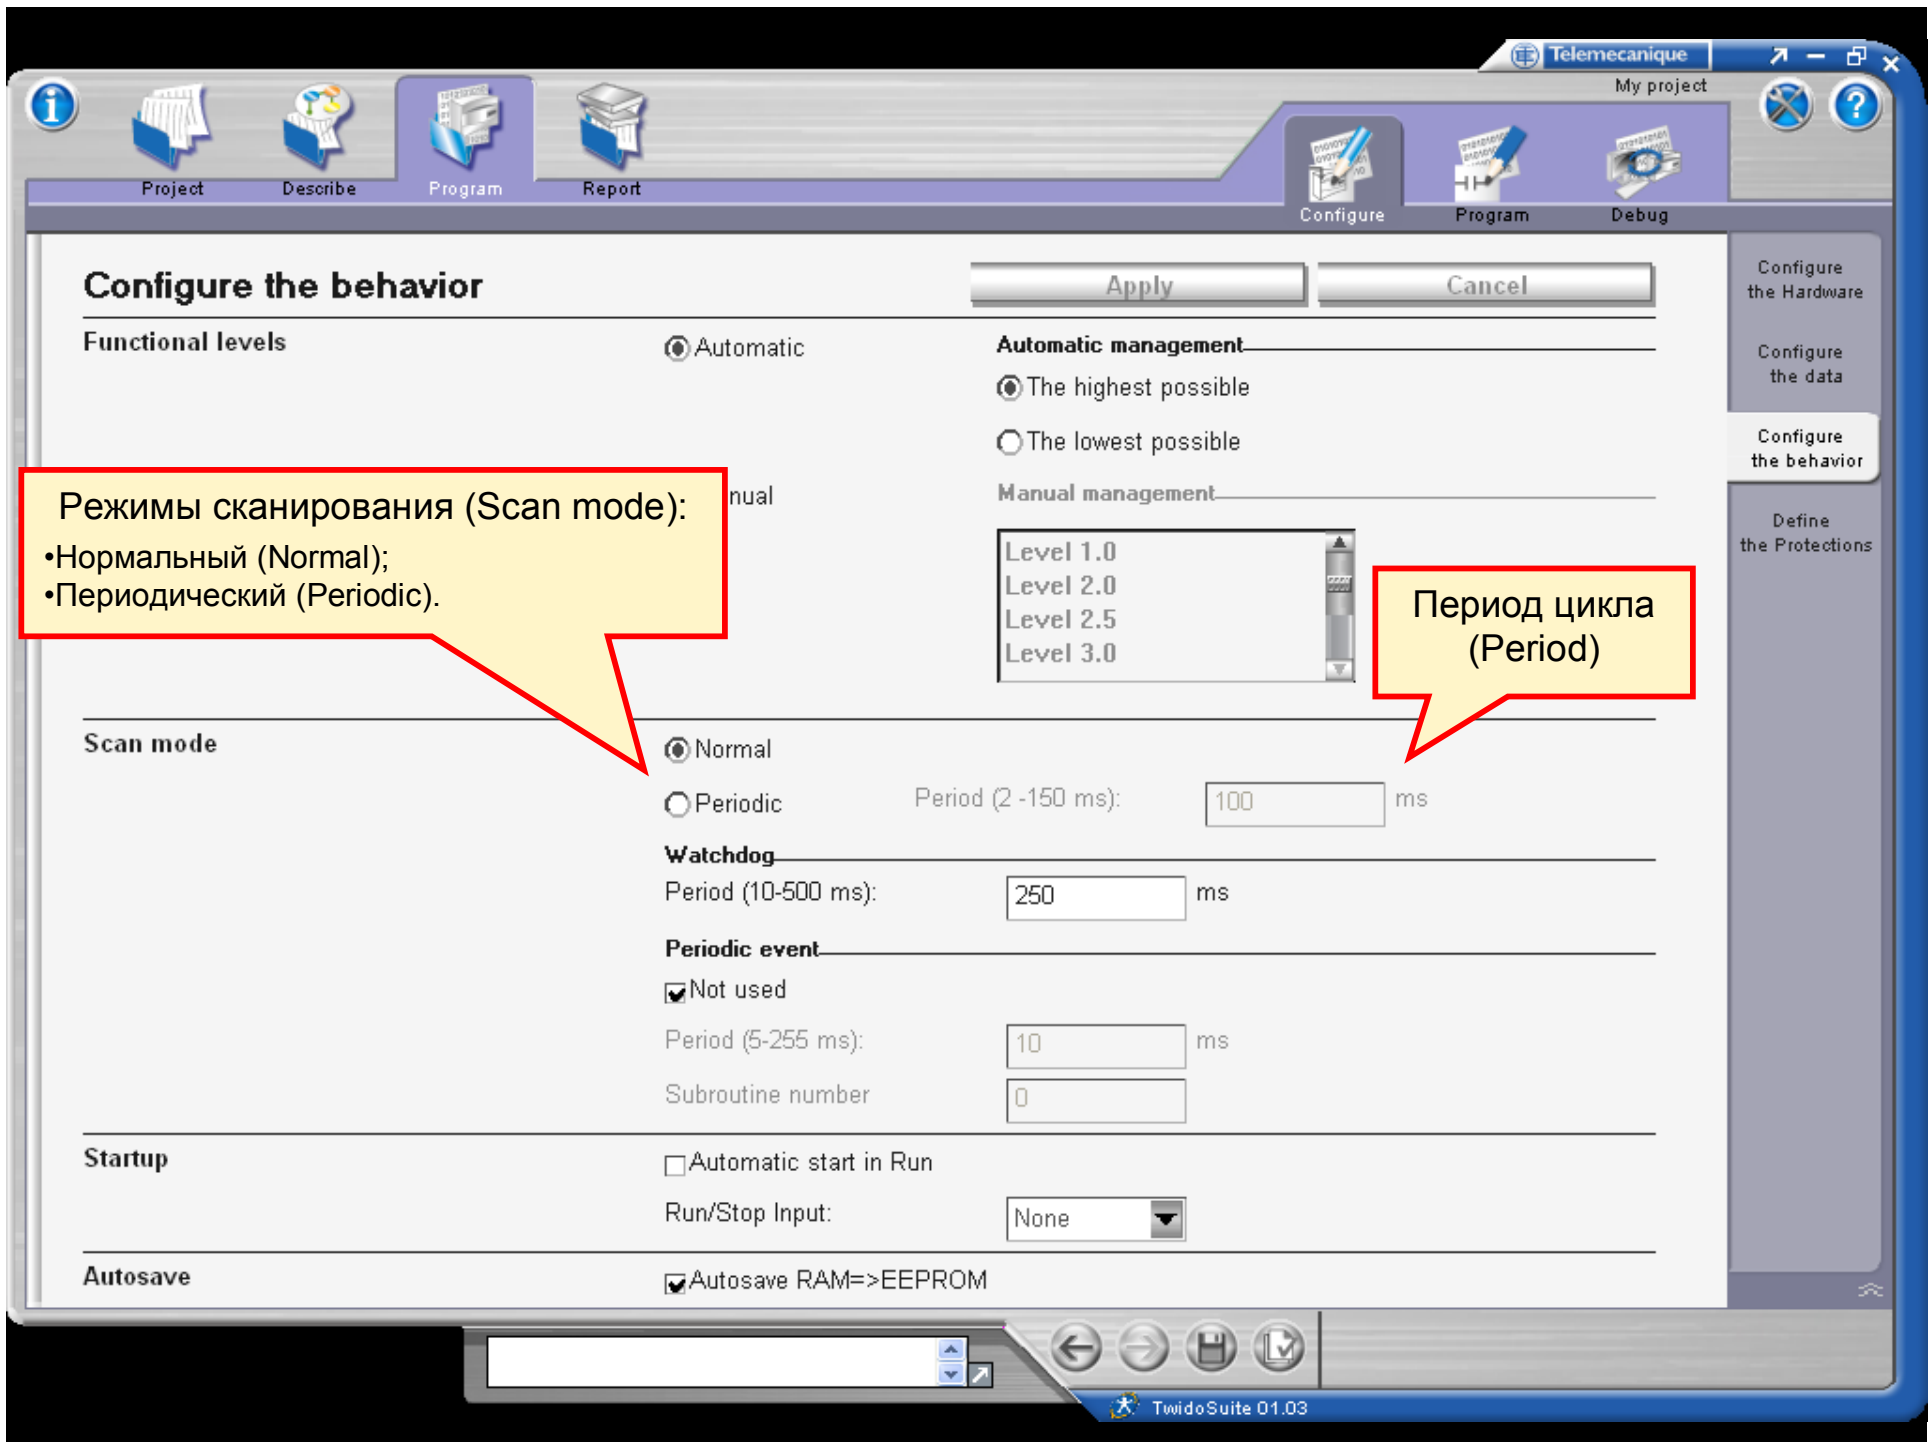 Telemecanique
My project
Project
Describe
Program
Report
Configure
Program
Debug
Configure the behavior
Apply
Cancel
Functional levels
Automatic
Automatic management
The highest possible
The lowest possible
nual
Manual management
Level 1.0
Level 2.0
Level 2.5
Level 3.0
Режимы сканирования (Scan mode):
•Нормальный (Normal);
•Периодический (Periodic).
Период цикла
(Period)
Scan mode
Normal
Periodic
Period (2 -150 ms):
100
ms
Watchdog
Period (10-500 ms):
250
ms
Periodic event
Not used
Period (5-255 ms):
10
ms
Subroutine number
0
Startup
Automatic start in Run
Run/Stop Input:
None
Autosave
Autosave RAM=>EEPROM
Configure
the Hardware
Configure
the data
Configure
the behavior
Define
the Protections
TwidoSuite 01.03